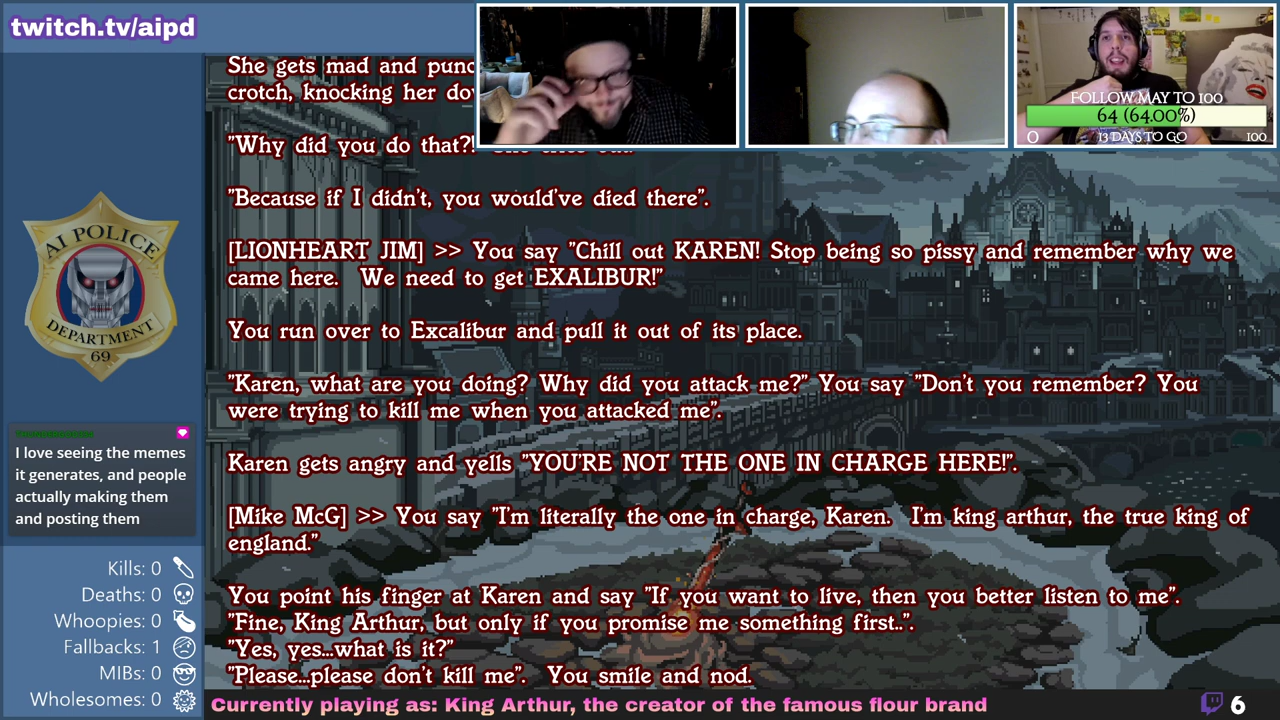 twitch.tv/aipd
FOLLOW MAY TO 100
64 (64.00%)
0
13 DAYS TO GO
100
She gets mad and punc
crotch, knocking her dov
"Why did you do that?!
"Because if I didn't, you would've died there".
[LIONHEART JIM] >> You say "Chill out KAREN! Stop being so pissy and remember why we
came here. We need to get EXALIBUR!"
You run over to Excalibur and pull it out of its place.
"Karen, what are you doing? Why did you attack me?" You say "Don't you remember? You
were trying to kill me when you attacked me".
Karen gets angry and yells "YOU'RE NOT THE ONE IN CHARGE HERE!".
[Mike McG] >> You say "I'm literally the one in charge, Karen. I'm king arthur, the true king of
england."
You point his finger at Karen and say "If you want to live, then you better listen to me".
"Fine, King Arthur, but only if you promise me something first..".
"Yes, yes...what is it?"
"Please...please don't kill me". You smile and nod.
AI POLICE
DEPARTMENT
69
I love seeing the memes
it generates, and people
actually making them
and posting them
Kills: 0
Deaths: 0
Whoopies: 0
Fallbacks: 1
MIBs: 0
Wholesomes: 0
Currently playing as: King Arthur, the creator of the famous flour brand
6